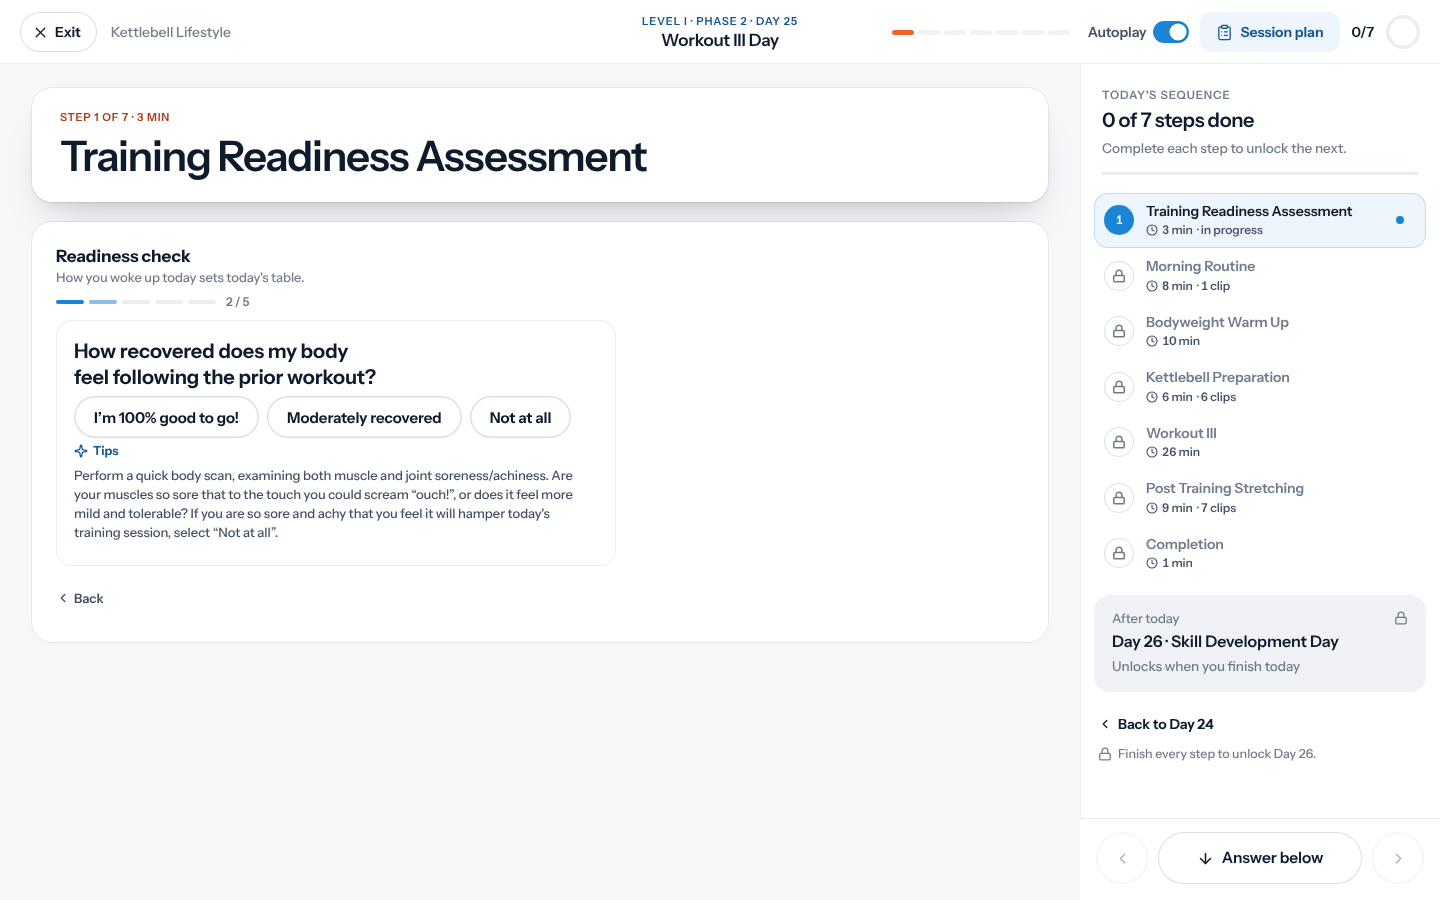 Exit
Kettlebell Lifestyle
LEVEL I · PHASE 2 · DAY 25
Workout III Day
Autoplay
Session plan
0/7
STEP 1 OF 7 · 3 MIN
Training Readiness Assessment
Readiness check
How you woke up today sets today's table.
2 / 5
How recovered does my body
feel following the prior workout?
I'm 100% good to go!
Moderately recovered
Not at all
Tips
Perform a quick body scan, examining both muscle and joint soreness/achiness. Are
your muscles so sore that to the touch you could scream “ouch!”, or does it feel more
mild and tolerable? If you are so sore and achy that you feel it will hamper today's
training session, select “Not at all”.
Back
TODAY'S SEQUENCE
0 of 7 steps done
Complete each step to unlock the next.
1
Training Readiness Assessment
3 min · in progress
Morning Routine
8 min · 1 clip
Bodyweight Warm Up
10 min
Kettlebell Preparation
6 min · 6 clips
Workout III
26 min
Post Training Stretching
9 min · 7 clips
Completion
1 min
After today
Day 26 · Skill Development Day
Unlocks when you finish today
Back to Day 24
Finish every step to unlock Day 26.
Answer below